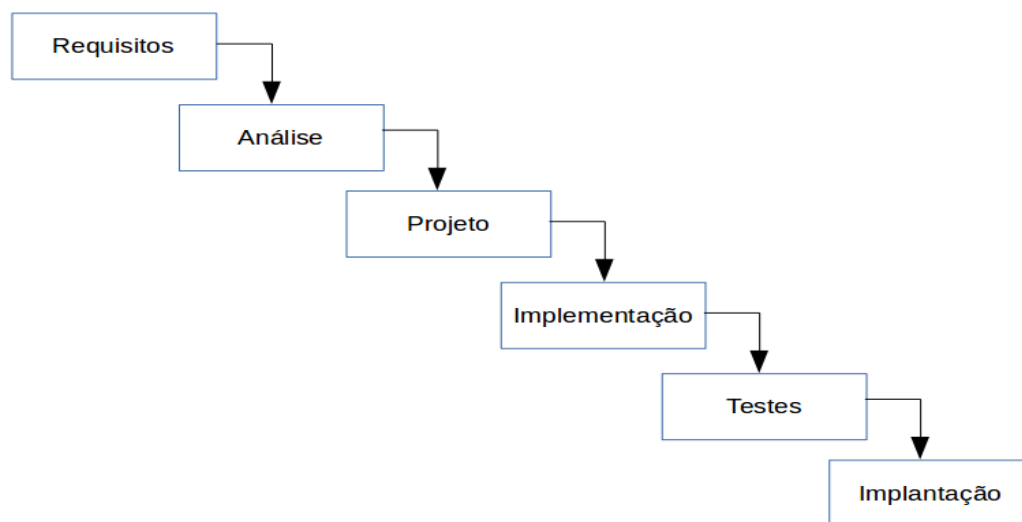 Requisitos
Análise
Projeto
Implementação
Testes
Implantação